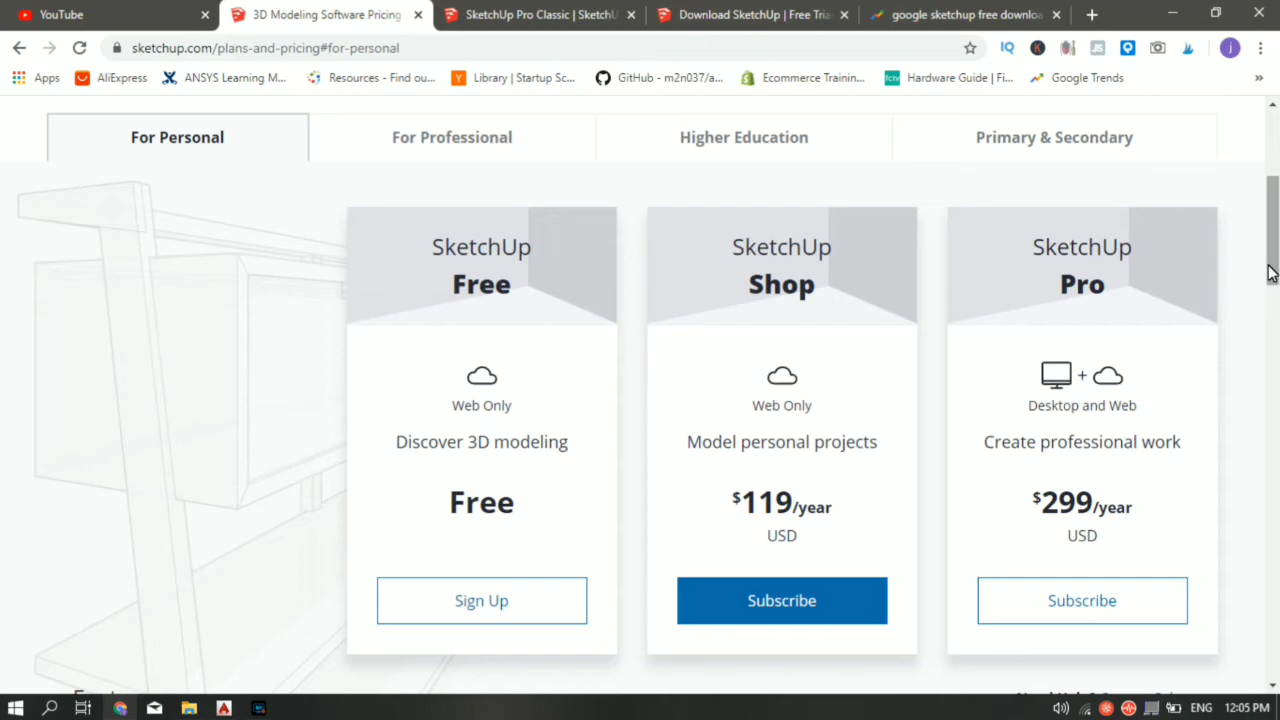 YouTube
3D Modeling Software Pricing
SketchUp Pro Classic | SketchU
Download SketchUp | Free Tria
google sketchup free downloa
sketchup.com/plans-and-pricing#for-personal
IQ
K
JS
j
Apps
AliExpress
ANSYS Learning M...
Resources - Find ou...
Y
Library | Startup Sc...
GitHub - m2n037/a...
Ecommerce Trainin...
fctv
Hardware Guide | Fi...
Google Trends
»
For Personal
For Professional
Higher Education
Primary & Secondary
SketchUp
Free
Web Only
Discover 3D modeling
Free
Sign Up
SketchUp
Shop
Web Only
Model personal projects
$119/year
USD
Subscribe
SketchUp
Pro
+
Desktop and Web
Create professional work
$299/year
USD
Subscribe
ENG
12:05 PM